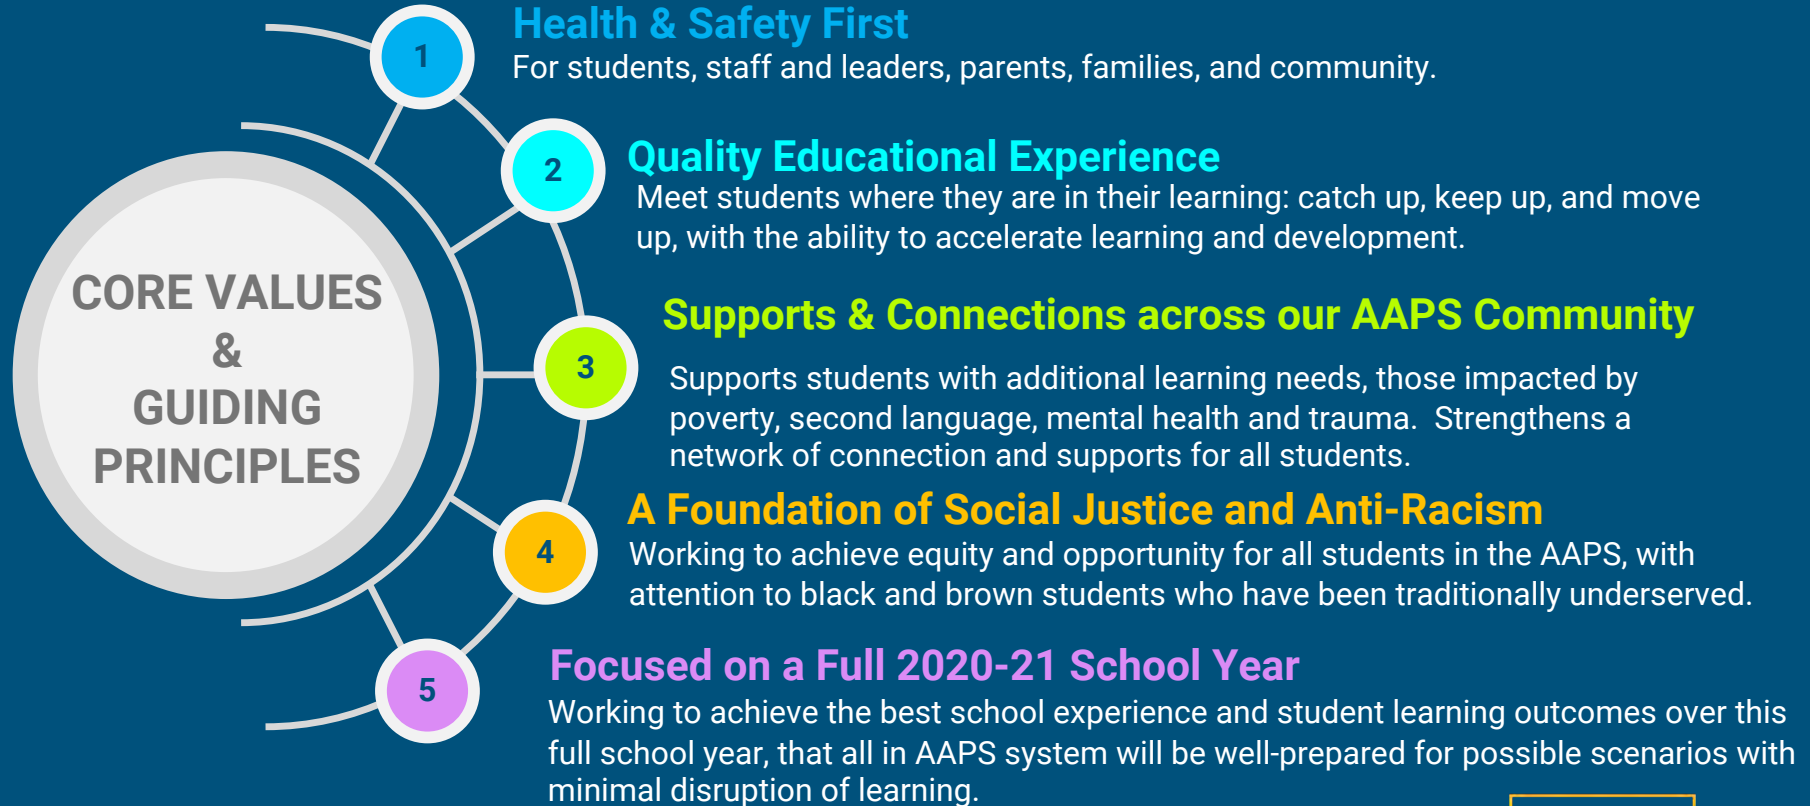 CORE VALUES
&
GUIDING
PRINCIPLES
1
Health & Safety First
For students, staff and leaders, parents, families, and community.
2
Quality Educational Experience
Meet students where they are in their learning: catch up, keep up, and move
up, with the ability to accelerate learning and development.
3
Supports & Connections across our AAPS Community
Supports students with additional learning needs, those impacted by
poverty, second language, mental health and trauma.  Strengthens a
network of connection and supports for all students.
4
A Foundation of Social Justice and Anti-Racism
Working to achieve equity and opportunity for all students in the AAPS, with
attention to black and brown students who have been traditionally underserved.
5
Focused on a Full 2020-21 School Year
Working to achieve the best school experience and student learning outcomes over this
full school year, that all in AAPS system will be well-prepared for possible scenarios with
minimal disruption of learning.